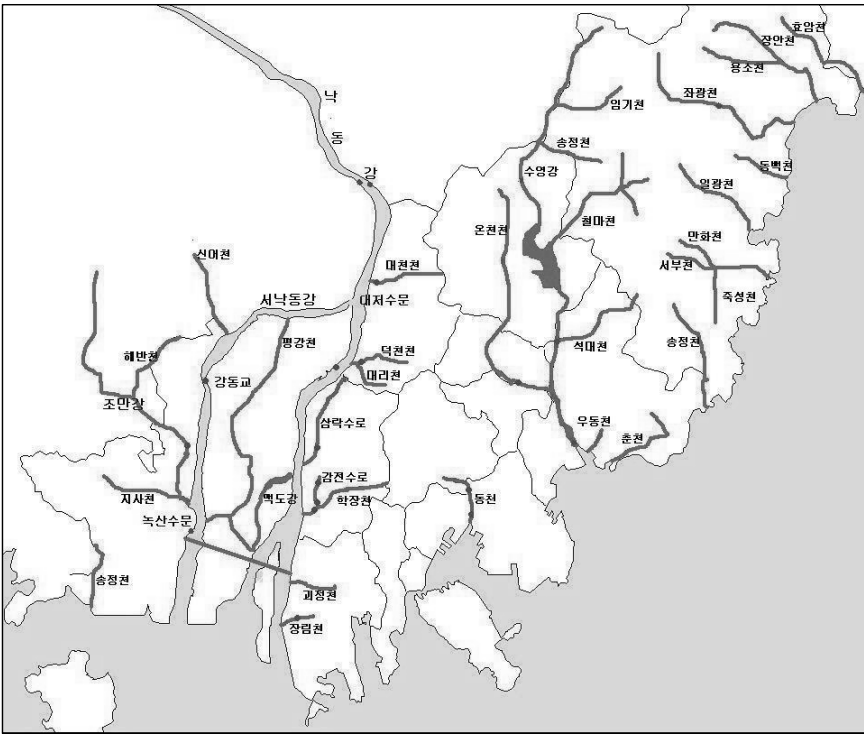 효암천
장안천
용소천
좌광천
낙
동
강
임기천
송정천
수영강
동백천
일광천
철마천
온천천
만화천
서부천
죽성천
신어천
대천천
서낙동강
대저수문
평강천
해반천
덕천천
대리천
석대천
송정천
강동교
조만강
삼락수로
우동천
춘천
감전수로
맥도강
학장천
동천
지사천
녹산수문
송정천
괴정천
장림천